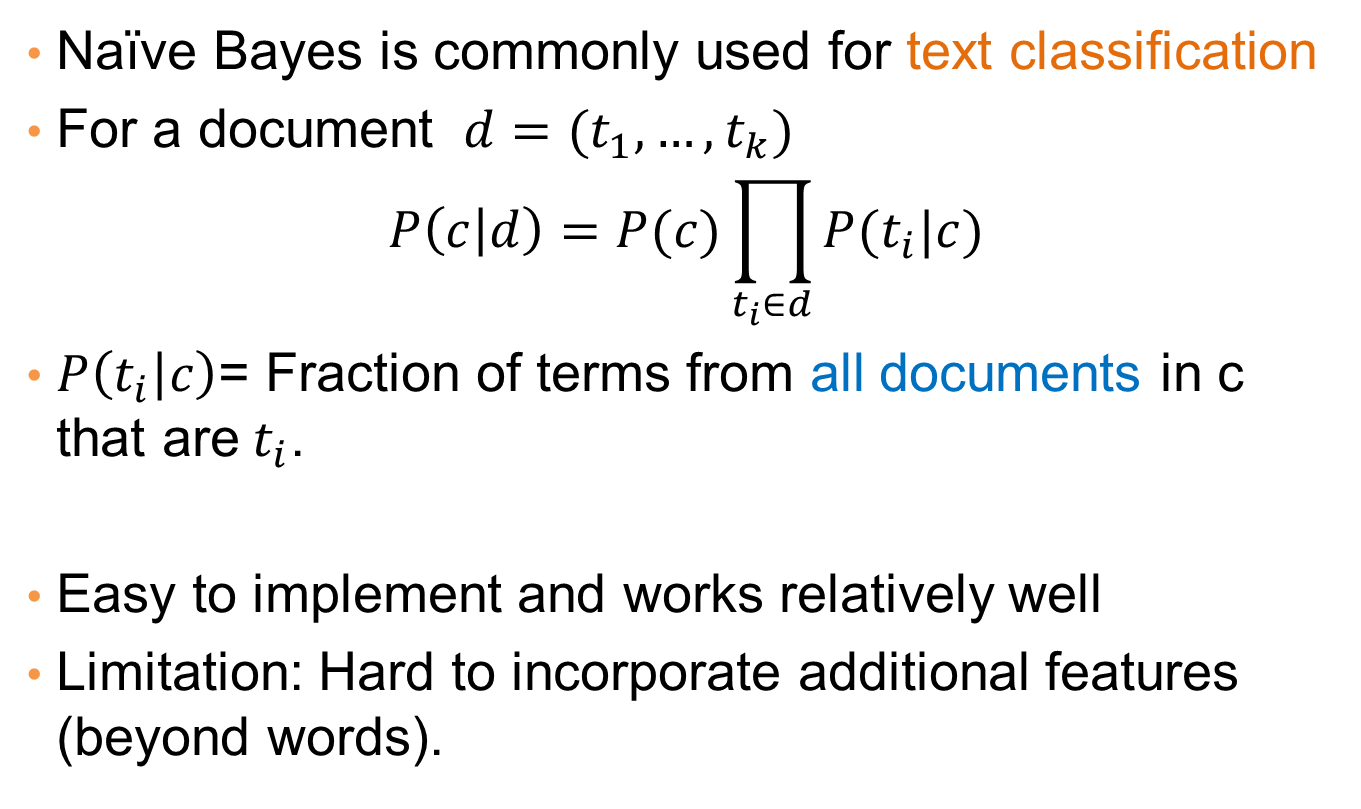 • Naïve Bayes is commonly used for text classification
• For a document d = (t₁, … , tₖ)
P(c|d) = P(c) ∏ P(tᵢ|c)
tᵢ∈d
• P(tᵢ|c)= Fraction of terms from all documents in c
that are tᵢ.
• Easy to implement and works relatively well
• Limitation: Hard to incorporate additional features
(beyond words).